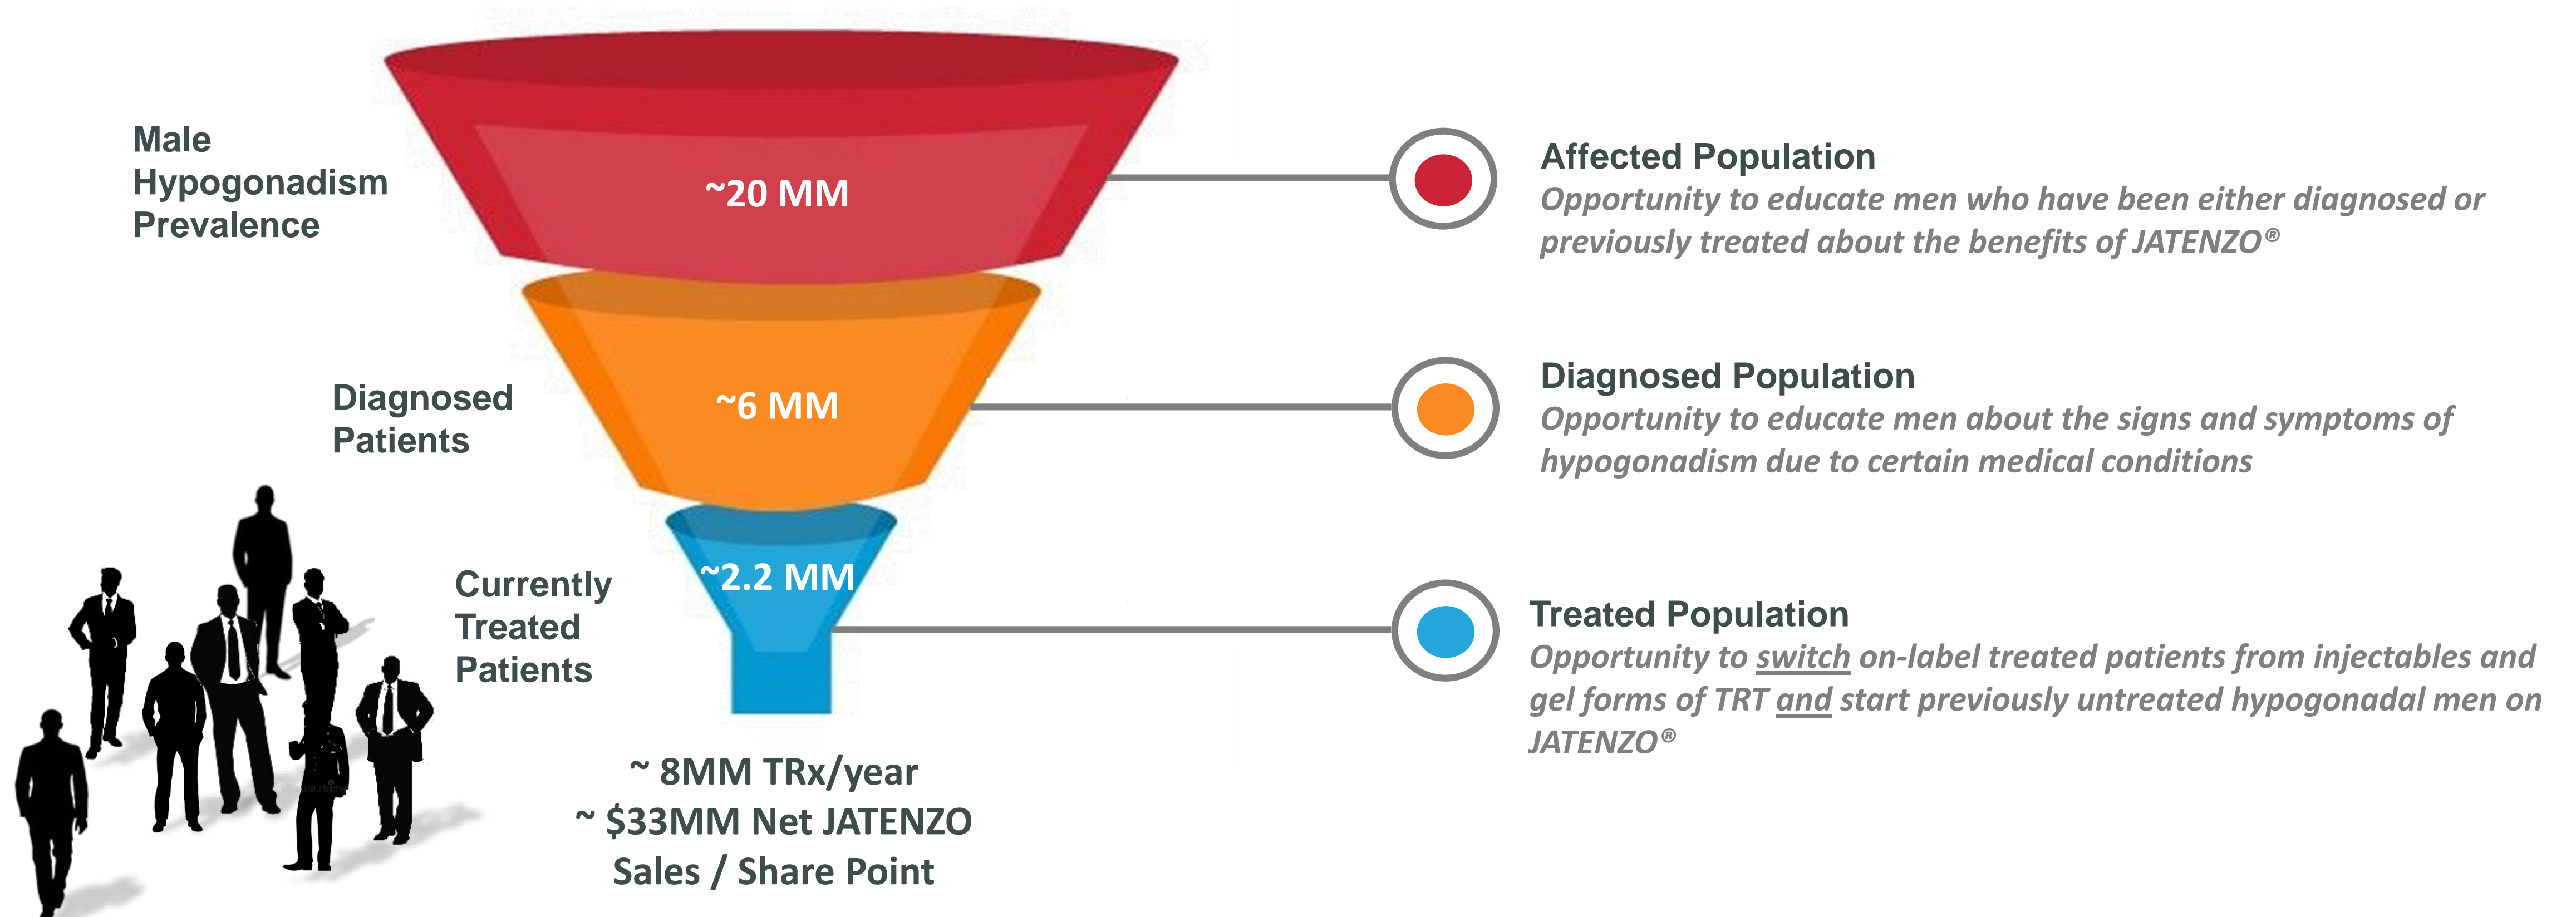 Male
Hypogonadism
Prevalence
~20 MM
Affected Population
Opportunity to educate men who have been either diagnosed or
previously treated about the benefits of JATENZO®
Diagnosed
Patients
~6 MM
Diagnosed Population
Opportunity to educate men about the signs and symptoms of
hypogonadism due to certain medical conditions
Currently
Treated
Patients
~2.2 MM
Treated Population
Opportunity to switch on-label treated patients from injectables and
gel forms of TRT and start previously untreated hypogonadal men on
JATENZO®
~ 8MM TRx/year
~ $33MM Net JATENZO
Sales / Share Point